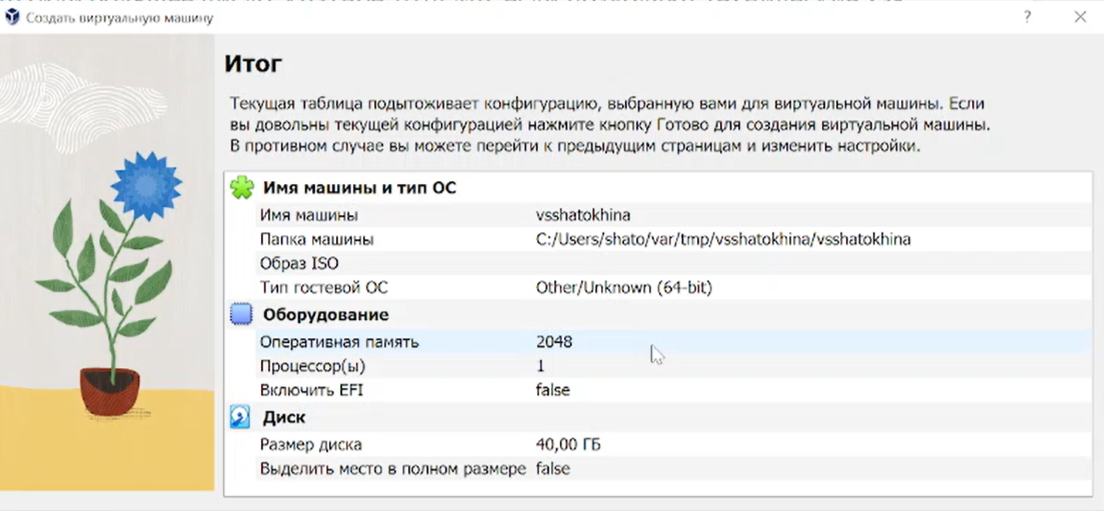 Создать виртуальную машину
?
Итог
Текущая таблица подытоживает конфигурацию, выбранную вами для виртуальной машины. Если
вы довольны текущей конфигурацией нажмите кнопку Готово для создания виртуальной машины.
В противном случае вы можете перейти к предыдущим страницам и изменить настройки.
Имя машины и тип ОС
Имя машины vsshatokhina
Папка машины C:/Users/shato/var/tmp/vsshatokhina/vsshatokhina
Образ ISO
Тип гостевой ОС Other/Unknown (64-bit)
Оборудование
Оперативная память 2048
Процессор(ы) 1
Включить EFI false
Диск
Размер диска 40,00 ГБ
Выделить место в полном размере false